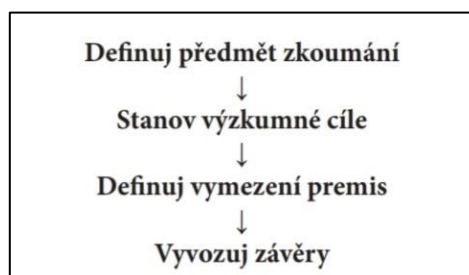 Definuj předmět zkoumání
↓
Stanov výzkumné cíle
↓
Definuj vymezení premis
↓
Vyvozuj závěry